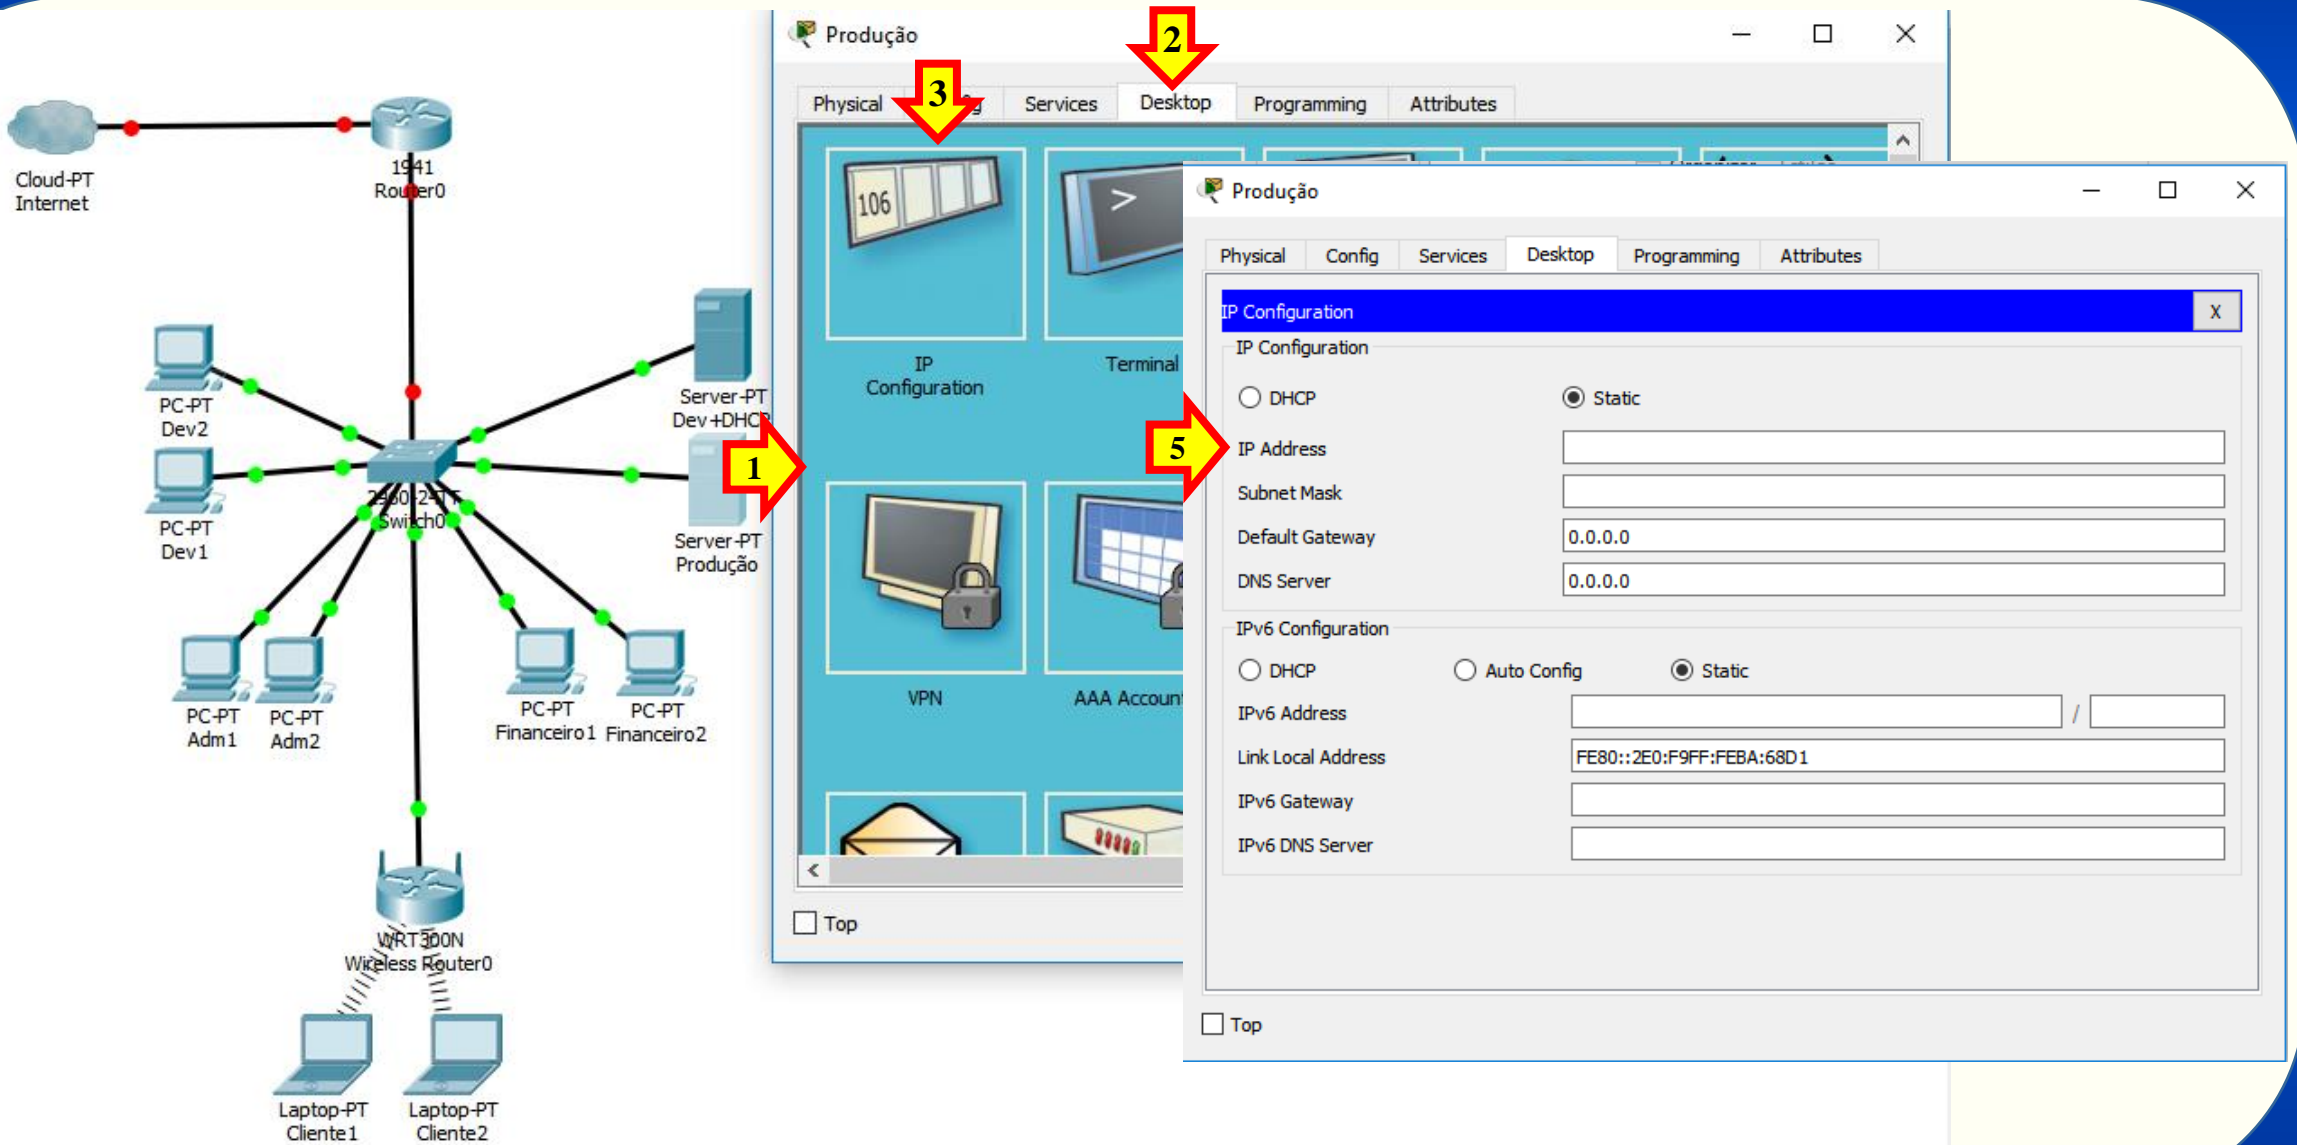 Cloud-PT
Internet
1941
Router0
PC-PT
Dev2
PC-PT
Dev1
Server-PT
Dev+DHCP
Server-PT
Produção
Switch0
PC-PT
Adm1
PC-PT
Adm2
PC-PT
Financeiro1
PC-PT
Financeiro2
WRT300N
Wireless Router0
Laptop-PT
Cliente1
Laptop-PT
Cliente2
1
2
3
5
Produção
Physical
Services
Desktop
Programming
Attributes
106
>
IP
Configuration
Terminal
VPN
AAA Accoun
Top
Produção
Physical Config Services Desktop Programming Attributes
IP Configuration X
IP Configuration
DHCP Static
IP Address
Subnet Mask
Default Gateway 0.0.0.0
DNS Server 0.0.0.0
IPv6 Configuration
DHCP Auto Config Static
IPv6 Address /
Link Local Address FE80::2E0:F9FF:FEBA:68D1
IPv6 Gateway
IPv6 DNS Server
Top